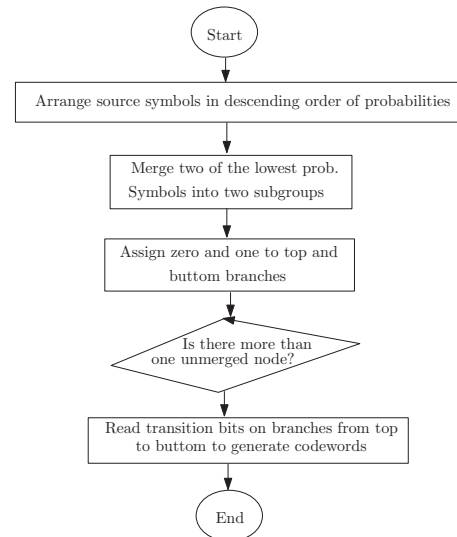 Start
Arrange source symbols in descending order of probabilities
Merge two of the lowest prob.
Symbols into two subgroups
Assign zero and one to top and
buttom branches
Is there more than
one unmerged node?
Read transition bits on branches from top
to buttom to generate codewords
End